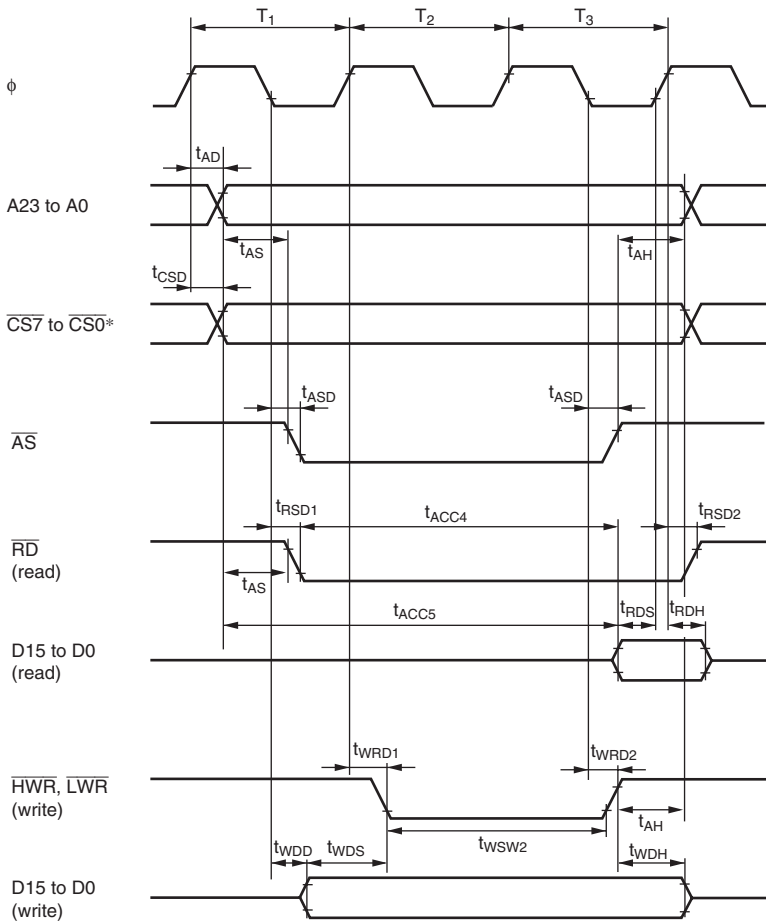 T1 T2 T3
ϕ
tAD
A23 to A0
tAS tAH
tCSD
CS7 to CS0*
tASD tASD
AS
tRSD1 tACC4 tRSD2
RD
(read)
tAS
tACC5 tRDS tRDH
D15 to D0
(read)
tWRD1 tWRD2
HWR, LWR
(write)
tAH
tWSW2
tWDD tWDS tWDH
D15 to D0
(write)